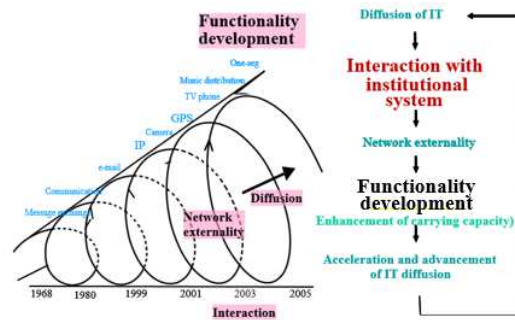 Functionality
development
One-seg
Music distribution
TV phone
GPS
Camera
IP
e-mail
Communication
Message
Diffusion
Network
externality
1968
1980
1999
2001
2003
2005
Interaction
Diffusion of IT
Interaction with
institutional
system
Network externality
Functionality
development
Enhancement of carrying capacity)
Acceleration and advancement
of IT diffusion